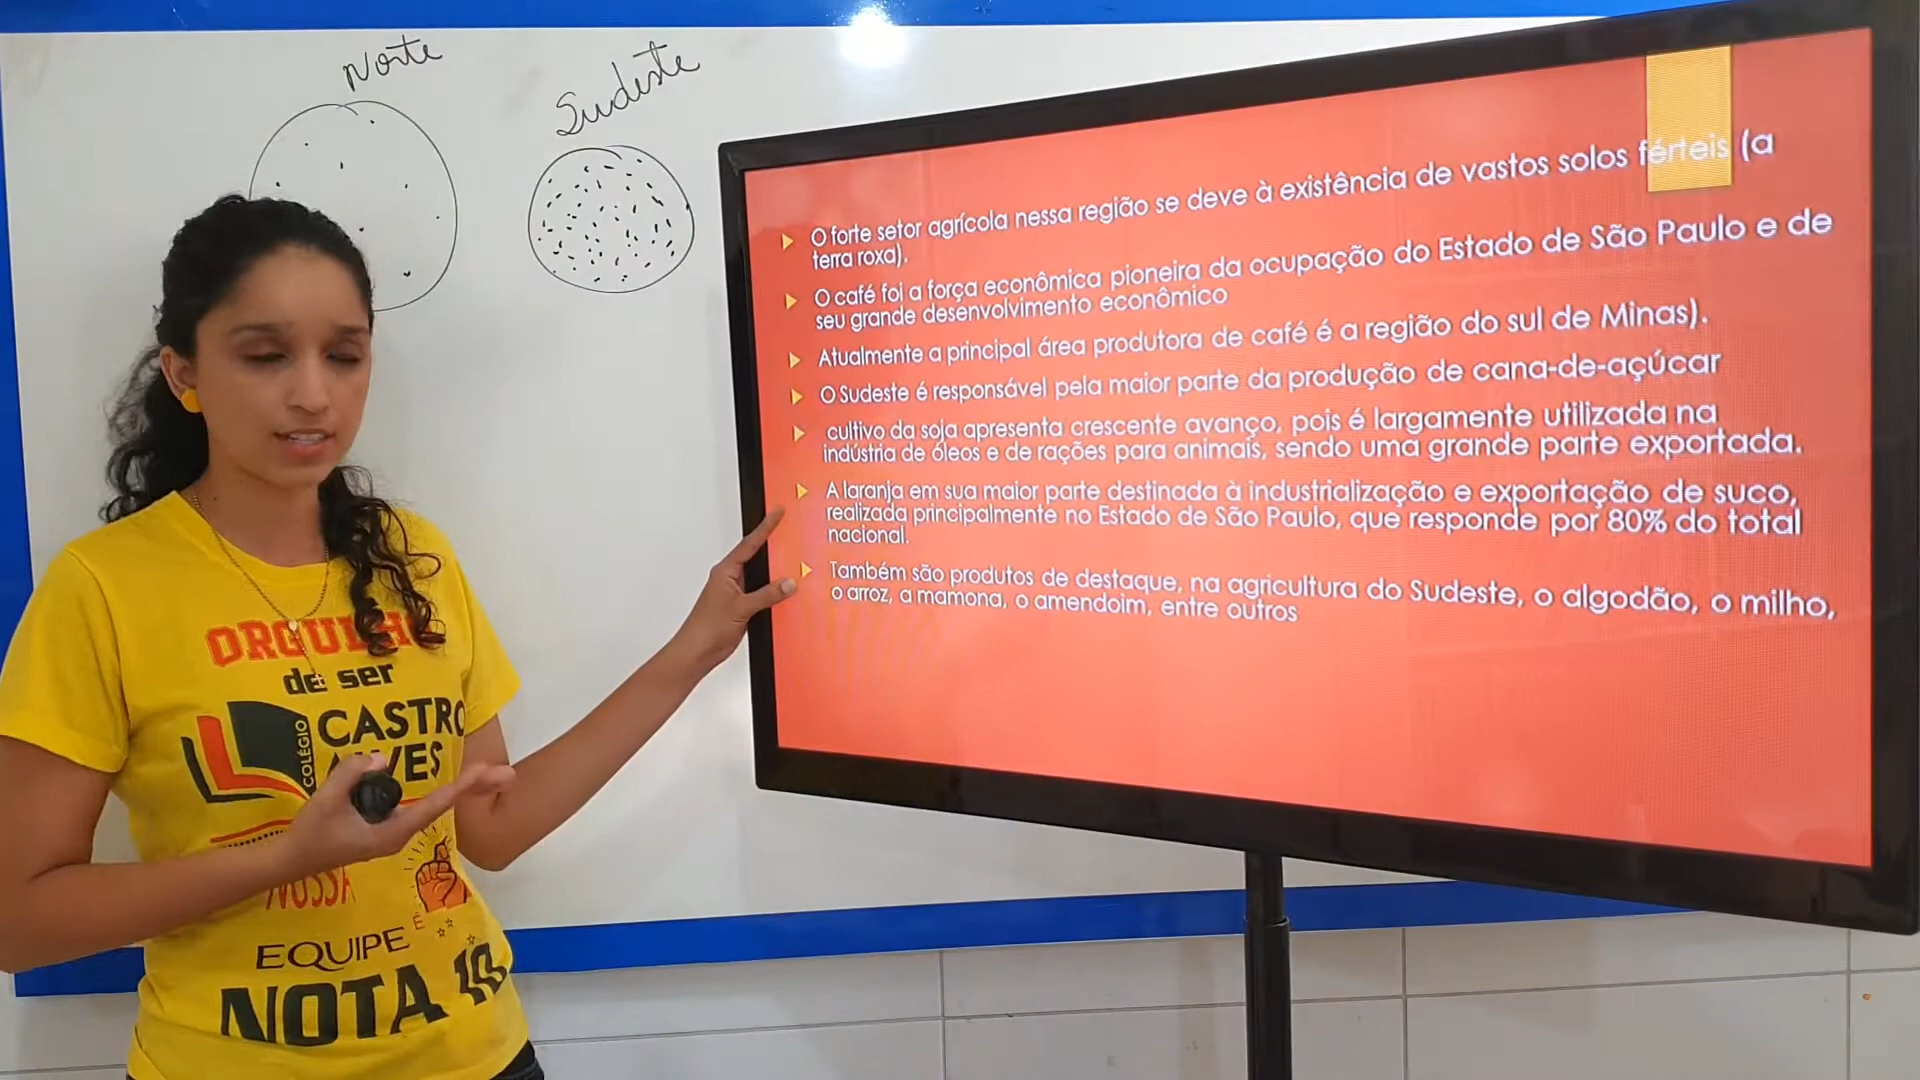 Norte
Sudeste
O forte setor agrícola nessa região se deve à existência de vastos solos férteis (a
terra roxa).
O café foi a força econômica pioneira da ocupação do Estado de São Paulo e de
seu grande desenvolvimento econômico
Atualmente a principal área produtora de café é a região do sul de Minas).
O Sudeste é responsável pela maior parte da produção de cana-de-açúcar
cultivo da soja apresenta crescente avanço, pois é largamente utilizada na
indústria de óleos e de rações para animais, sendo uma grande parte exportada.
A laranja em sua maior parte destinada à industrialização e exportação de suco,
realizada principalmente no Estado de São Paulo, que responde por 80% do total
nacional.
Também são produtos de destaque, na agricultura do Sudeste, o algodão, o milho,
o arroz, a mamona, o amendoim, entre outros
ORGULHO
de ser
COLÉGIO
CASTRO
ALVES
NOSSA
EQUIPE É
NOTA 10